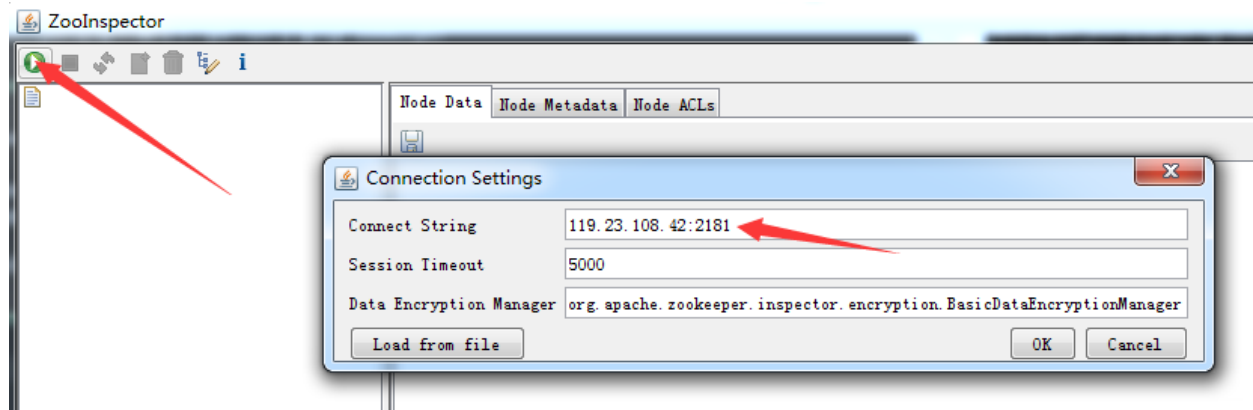 ZooInspector
i
Node Data Node Metadata Node ACLs
Connection Settings
Connect String 119.23.108.42:2181
Session Timeout 5000
Data Encryption Manager org.apache.zookeeper.inspector.encryption.BasicDataEncryptionManager
Load from file OK Cancel